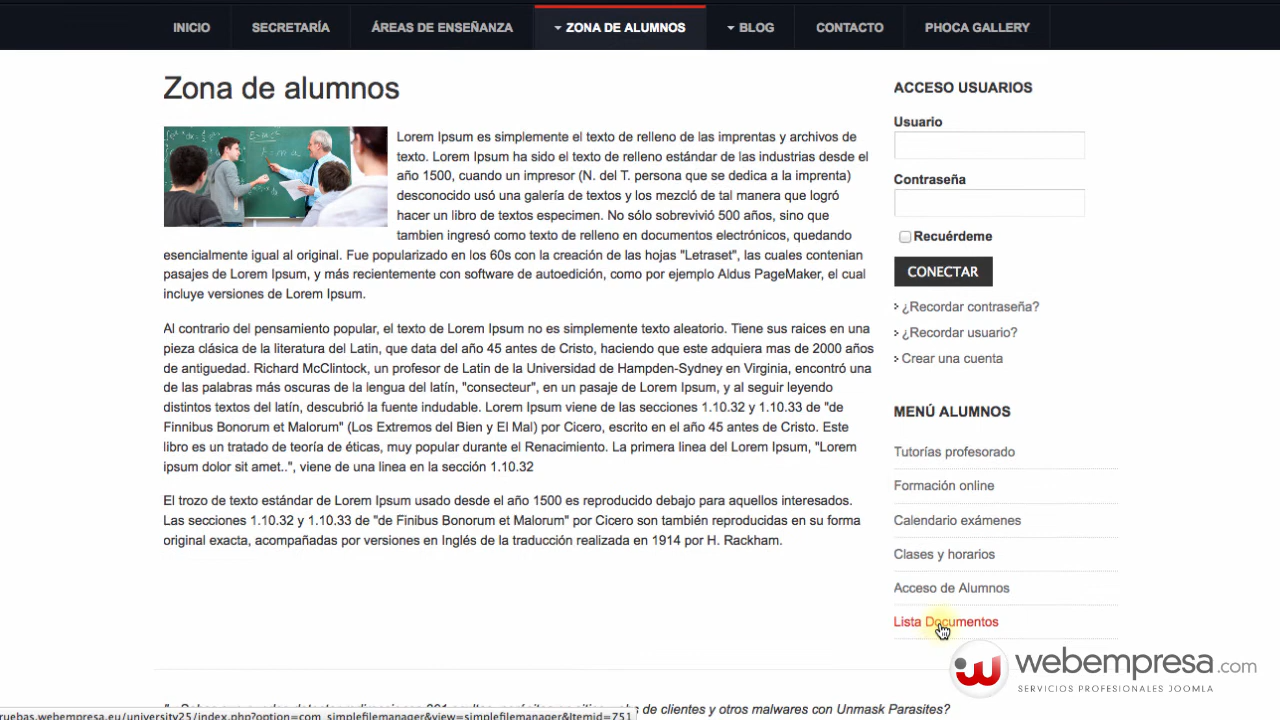 INICIO
SECRETARÍA
ÁREAS DE ENSEÑANZA
ZONA DE ALUMNOS
BLOG
CONTACTO
PHOCA GALLERY
Zona de alumnos
Lorem Ipsum es simplemente el texto de relleno de las imprentas y archivos de
texto. Lorem Ipsum ha sido el texto de relleno estándar de las industrias desde el
año 1500, cuando un impresor (N. del T. persona que se dedica a la imprenta)
desconocido usó una galería de textos y los mezció de tal manera que logró
hacer un libro de textos especimen. No sólo sobrevivió 500 años, sino que
tambien ingresó como texto de relleno en documentos electrónicos, quedando
esencialmente igual al original. Fue popularizado en los 60s con la creación de las hojas "Letraset", las cuales contenian
pasajes de Lorem Ipsum, y más recientemente con software de autoedición, como por ejemplo Aldus PageMaker, el cual
incluye versiones de Lorem Ipsum.
Al contrario del pensamiento popular, el texto de Lorem Ipsum no es simplemente texto aleatorio. Tiene sus raices en una
pieza clásica de la literatura del Latin, que data del año 45 antes de Cristo, haciendo que este adquiera mas de 2000 años
de antiguedad. Richard McClintock, un profesor de Latin de la Universidad de Hampden-Sydney en Virginia, encontró una
de las palabras más oscuras de la lengua del latín, "consecteur", en un pasaje de Lorem Ipsum, y al seguir leyendo
distintos textos del latín, descubrió la fuente indudable. Lorem Ipsum viene de las secciones 1.10.32 y 1.10.33 de "de
Finnibus Bonorum et Malorum" (Los Extremos del Bien y El Mal) por Cicero, escrito en el año 45 antes de Cristo. Este
libro es un tratado de teoría de éticas, muy popular durante el Renacimiento. La primera linea del Lorem Ipsum, "Lorem
ipsum dolor sit amet..", viene de una linea en la sección 1.10.32
El trozo de texto estándar de Lorem Ipsum usado desde el año 1500 es reproducido debajo para aquellos interesados.
Las secciones 1.10.32 y 1.10.33 de "de Finibus Bonorum et Malorum" por Cicero son también reproducidas en su forma
original exacta, acompañadas por versiones en Inglés de la traducción realizada en 1914 por H. Rackham.
ACCESO USUARIOS
Usuario
Contraseña
Recuérdeme
CONECTAR
¿Recordar contraseña?
¿Recordar usuario?
Crear una cuenta
MENÚ ALUMNOS
Tutorías profesorado
Formación online
Calendario exámenes
Clases y horarios
Acceso de Alumnos
Lista Documentos
webempresa.com
SERVICIOS PROFESIONALES JOOMLA
de clientes y otros malwares con Unmask Parasites?
ruebas.webempresa.eu/university25/index.php?option=com_simplefilemanager&view=simplefilemanager&Itemid=751